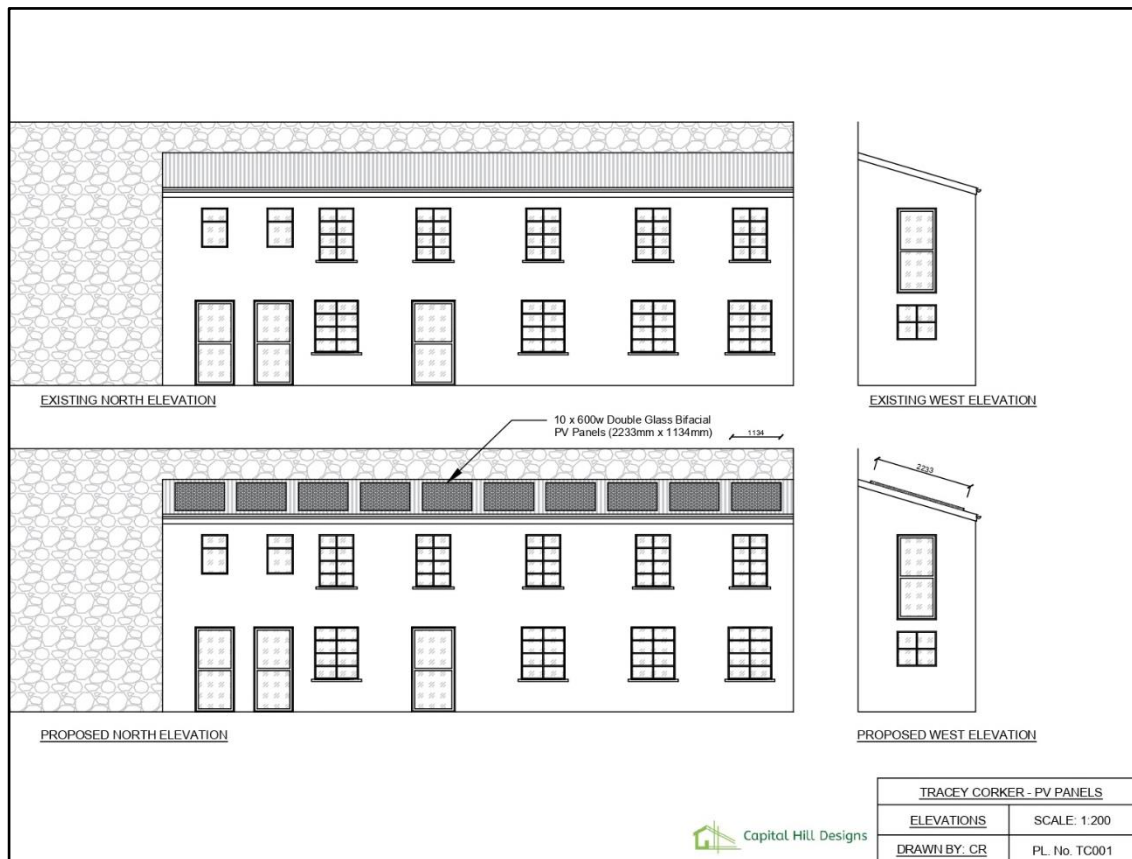 EXISTING NORTH ELEVATION
EXISTING WEST ELEVATION
10 x 600w Double Glass Bifacial
PV Panels (2233mm x 1134mm)
1134
2233
PROPOSED NORTH ELEVATION
PROPOSED WEST ELEVATION
Capital Hill Designs
TRACEY CORKER - PV PANELS
ELEVATIONS
SCALE: 1:200
DRAWN BY: CR
PL. No. TC001